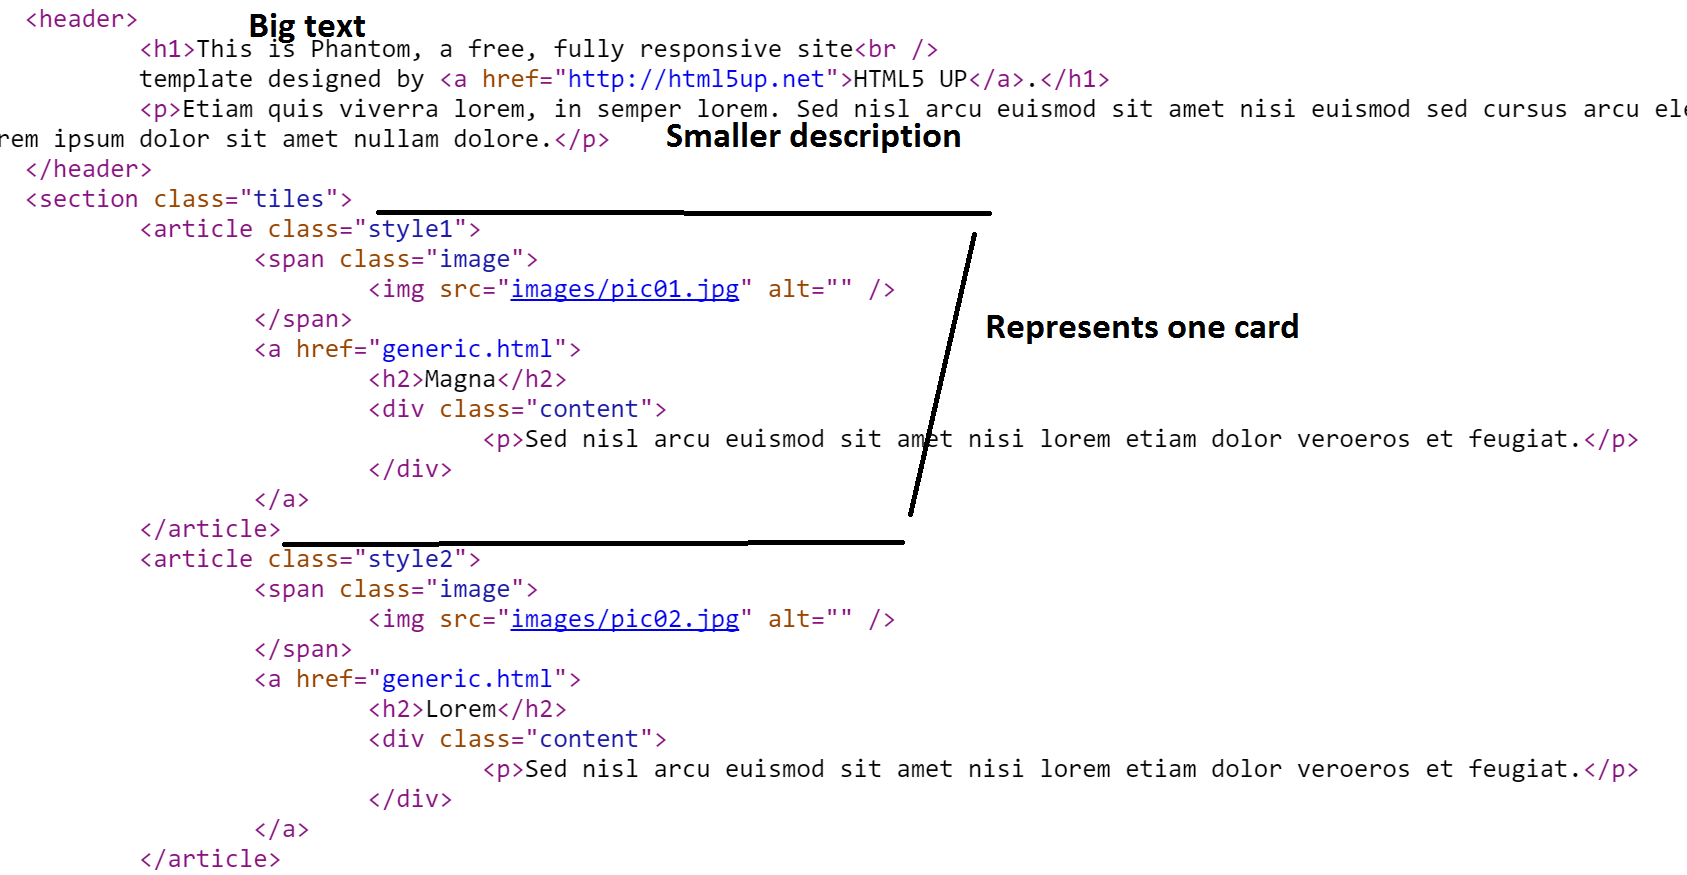 <header>
Big text
<h1>This is Phantom, a free, fully responsive site<br />
template designed by <a href="http://html5up.net">HTML5 UP</a>.</h1>
<p>Etiam quis viverra lorem, in semper lorem. Sed nisl arcu euismod sit amet nisi euismod sed cursus arcu ele
rem ipsum dolor sit amet nullam dolore.</p>
Smaller description
</header>
<section class="tiles">
<article class="style1">
<span class="image">
<img src="images/pic01.jpg" alt="" />
</span>
Represents one card
<a href="generic.html">
<h2>Magna</h2>
<div class="content">
<p>Sed nisl arcu euismod sit amet nisi lorem etiam dolor veroeros et feugiat.</p>
</div>
</a>
</article>
<article class="style2">
<span class="image">
<img src="images/pic02.jpg" alt="" />
</span>
<a href="generic.html">
<h2>Lorem</h2>
<div class="content">
<p>Sed nisl arcu euismod sit amet nisi lorem etiam dolor veroeros et feugiat.</p>
</div>
</a>
</article>